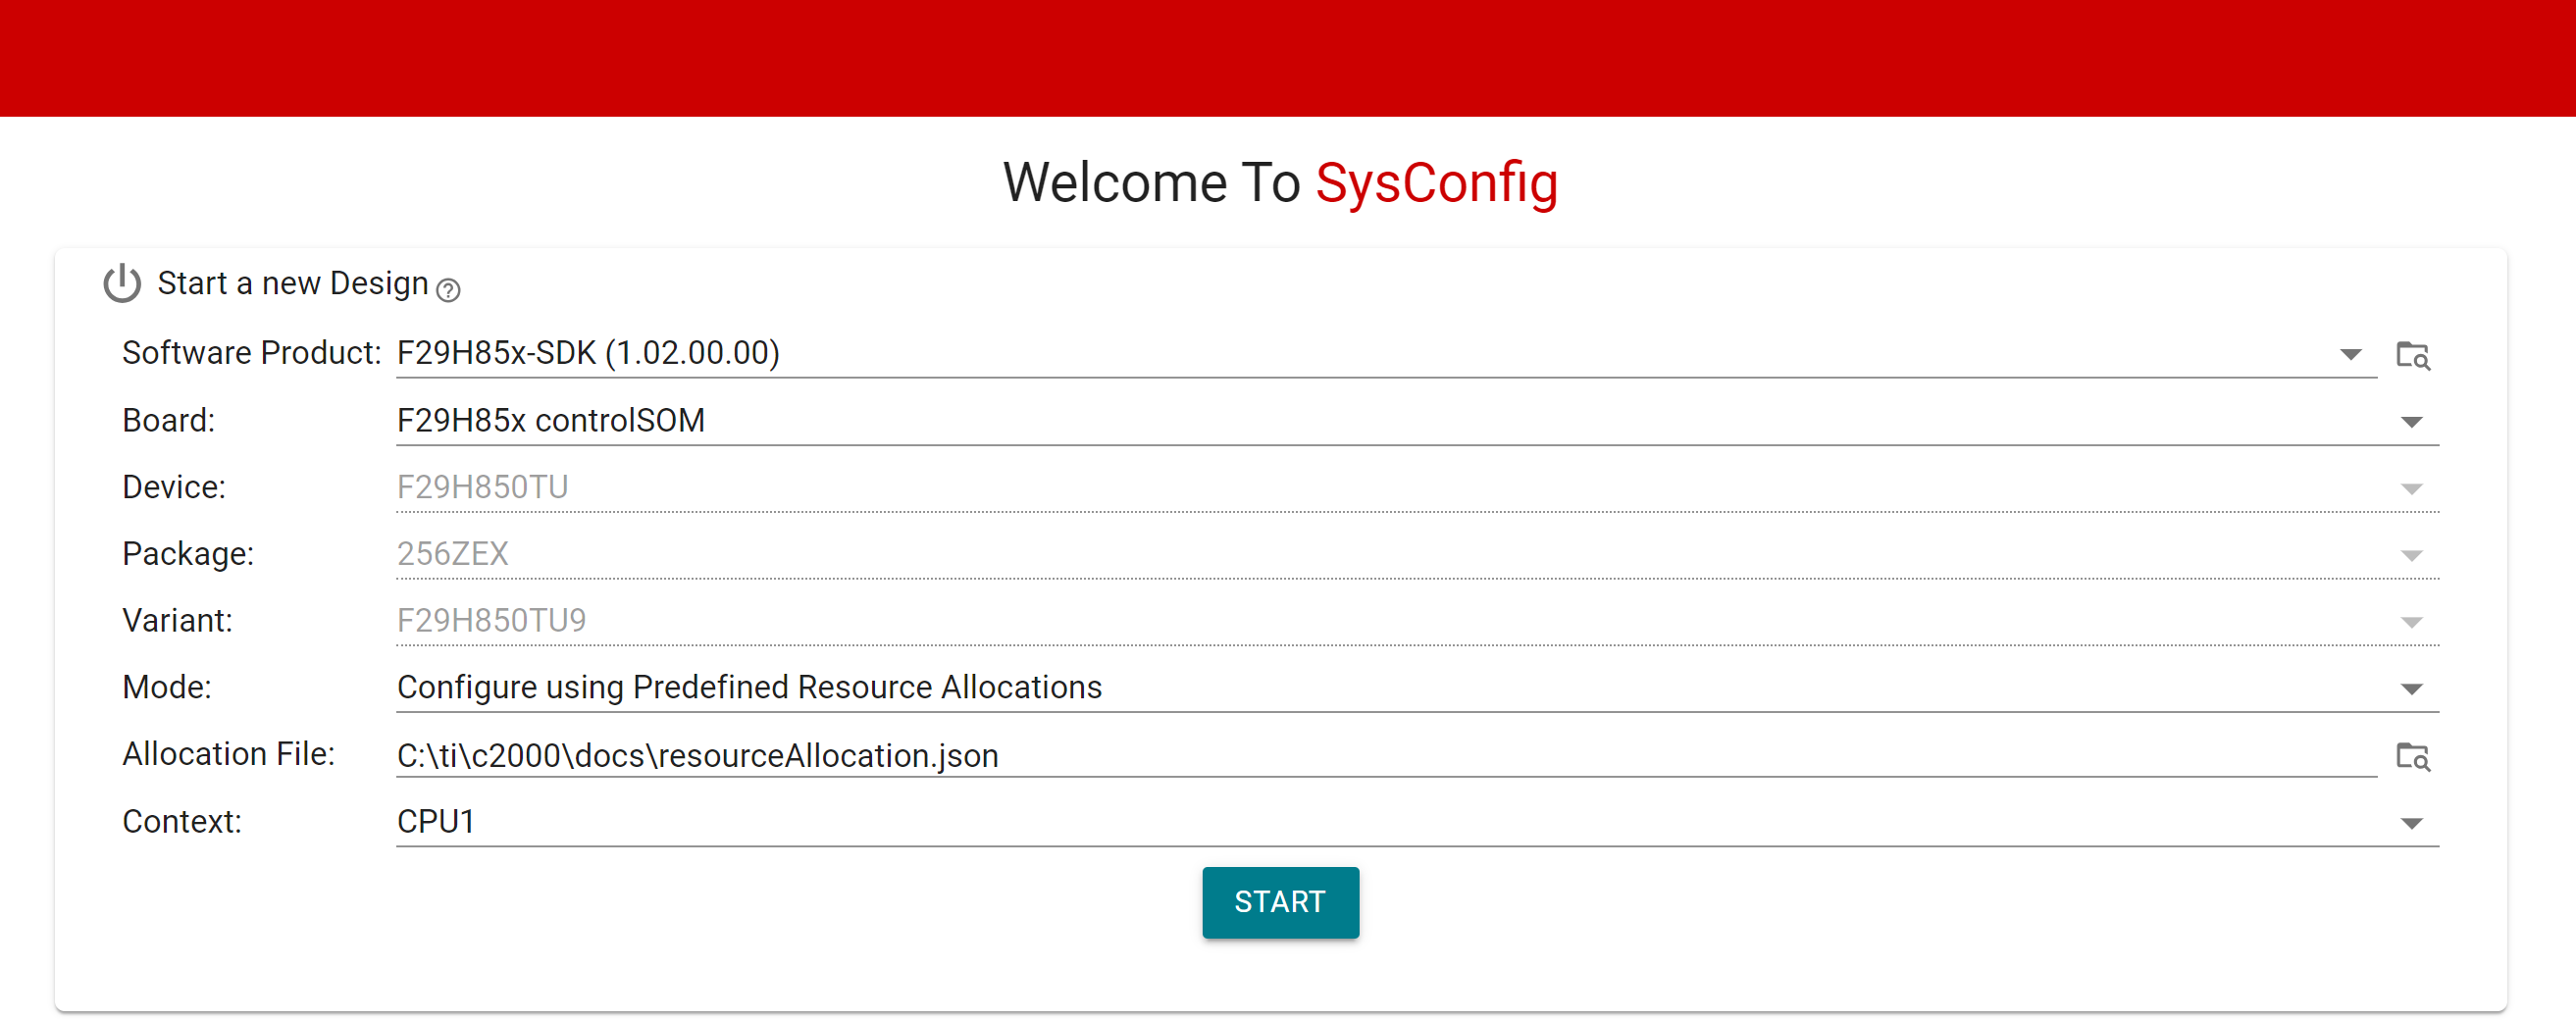 Welcome To SysConfig
Start a new Design ?
Software Product: F29H85x-SDK (1.02.00.00)
Board: F29H85x controlSOM
Device: F29H850TU
Package: 256ZEX
Variant: F29H850TU9
Mode: Configure using Predefined Resource Allocations
Allocation File: C:\ti\c2000\docs\resourceAllocation.json
Context: CPU1
START